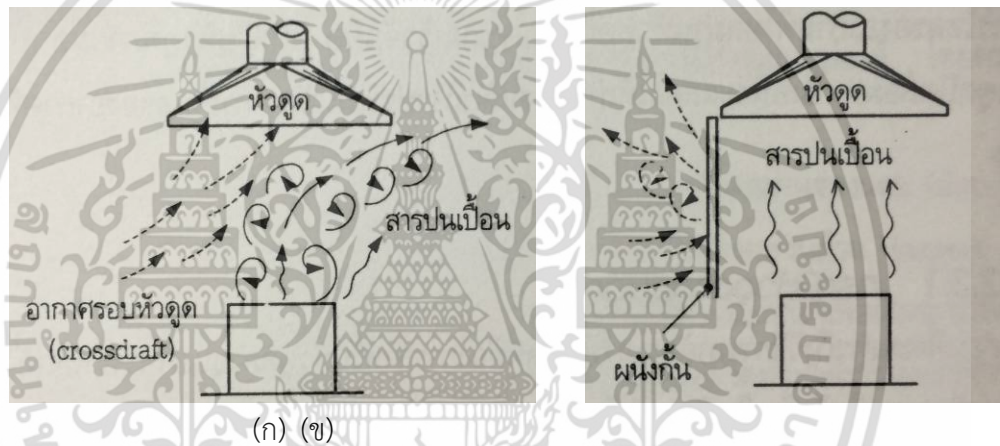 หัวดูด
สารปนเปื้อน
อากาศรอบหัวดูด
(crossdraft)
หัวดูด
สารปนเปื้อน
ผนังกั้น
(ก) (ข)